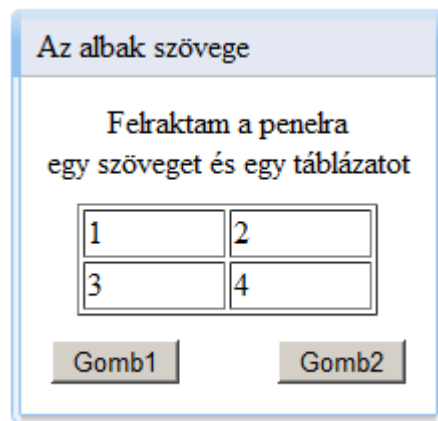 Az albak szövege
Felraktam a penelra
egy szöveget és egy táblázatot
1 2
3 4
Gomb1 Gomb2